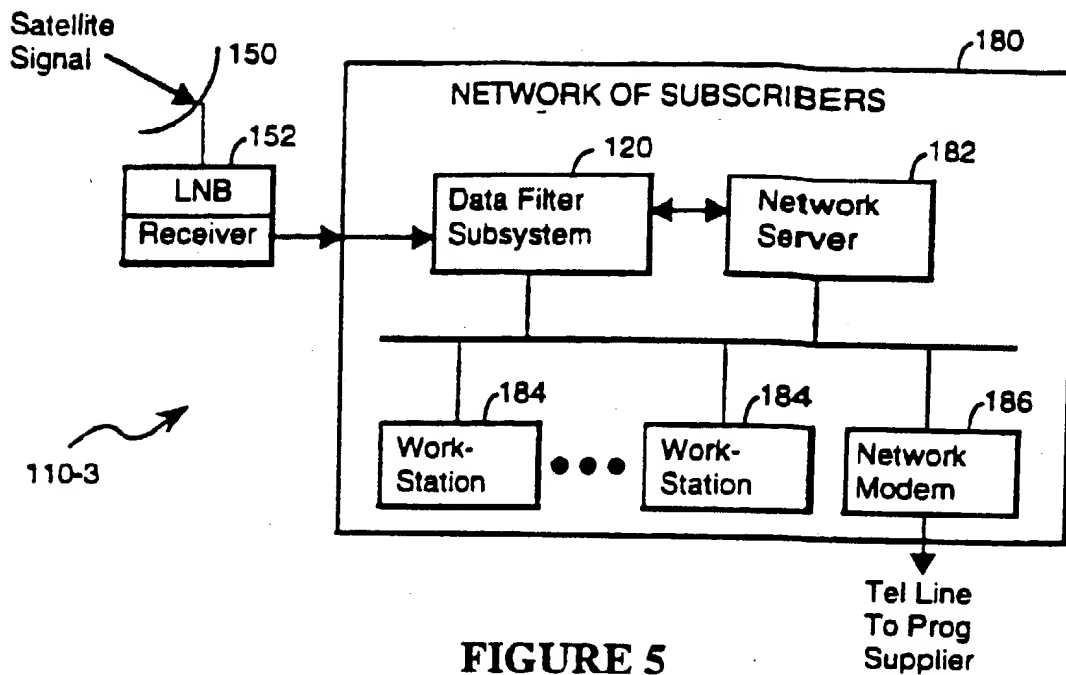 Satellite
Signal
150
180
NETWORK OF SUBSCRIBERS
152
LNB
Receiver
120
Data Filter
Subsystem
182
Network
Server
184
Work-
Station
184
Work-
Station
186
Network
Modem
110-3
Tel Line
To Prog
Supplier
FIGURE 5